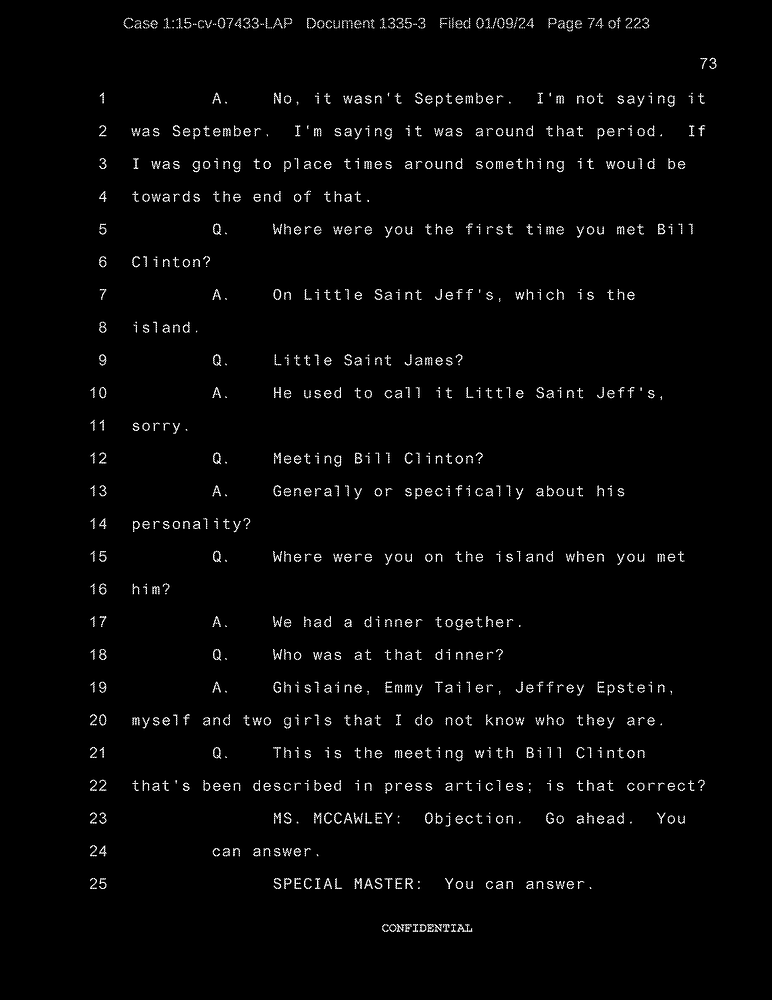 Case 1:15-cv-07433-LAP Document 1335-3 Filed 01/09/24 Page 74 of 223
73
1 A. No, it wasn't September. I'm not saying it
2 was September. I'm saying it was around that period. If
3 I was going to place times around something it would be
4 towards the end of that.
5 Q. Where were you the first time you met Bill
6 Clinton?
7 A. On Little Saint Jeff's, which is the
8 island.
9 Q. Little Saint James?
10 A. He used to call it Little Saint Jeff's,
11 sorry.
12 Q. Meeting Bill Clinton?
13 A. Generally or specifically about his
14 personality?
15 Q. Where were you on the island when you met
16 him?
17 A. We had a dinner together.
18 Q. Who was at that dinner?
19 A. Ghislaine, Emmy Tailer, Jeffrey Epstein,
20 myself and two girls that I do not know who they are.
21 Q. This is the meeting with Bill Clinton
22 that's been described in press articles; is that correct?
23 MS. MCCAWLEY: Objection. Go ahead. You
24 can answer.
25 SPECIAL MASTER: You can answer.
CONFIDENTIAL